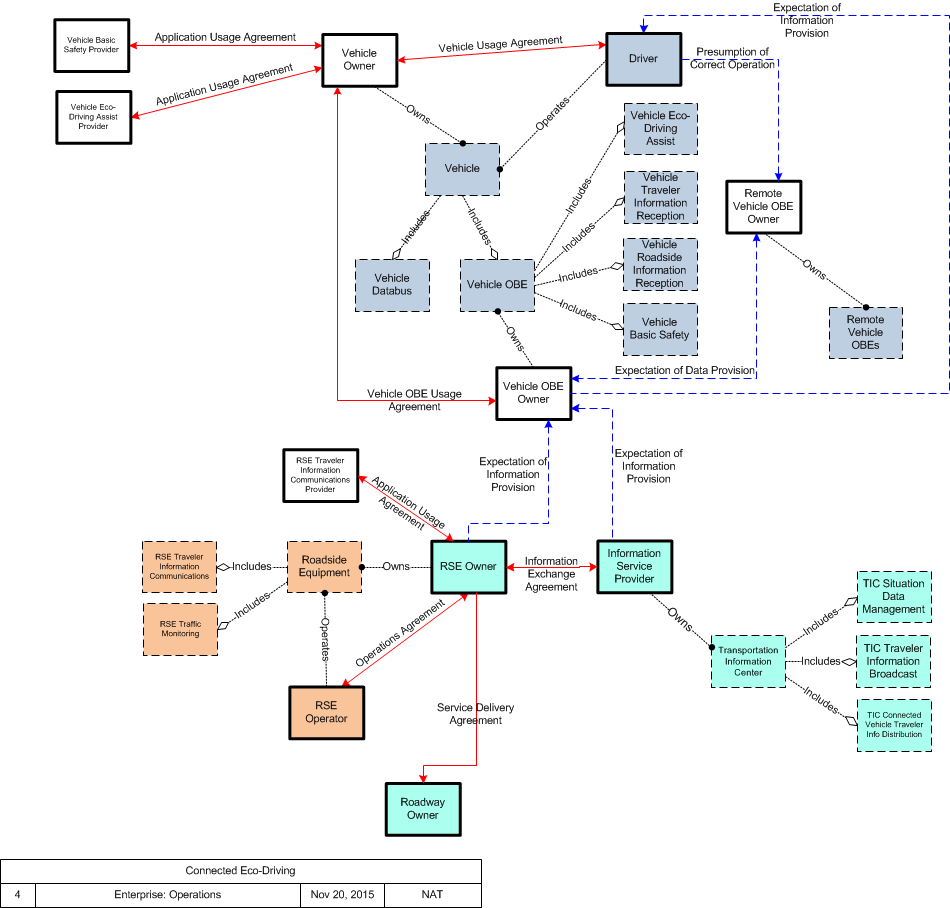 Expectation of
Information
Provision
Vehicle Basic
Safety Provider
Application Usage Agreement
Vehicle
Owner
Vehicle Usage Agreement
Driver
Presumption of
Correct Operation
Vehicle Eco-
Driving Assist
Provider
Application Usage Agreement
Owns
Operates
Vehicle Eco-
Driving
Assist
Vehicle
Includes
Vehicle
Traveler
Information
Reception
Remote
Vehicle OBE
Owner
Includes
Includes
Includes
Vehicle
Roadside
Information
Reception
Owns
Vehicle
Databus
Vehicle OBE
Includes
Includes
Vehicle
Basic Safety
Remote
Vehicle
OBEs
Owns
Expectation of Data Provision
Vehicle OBE
Owner
Vehicle OBE Usage
Agreement
RSE Traveler
Information
Communications
Provider
Application Usage
Agreement
Expectation of
Information
Provision
Expectation of
Information
Provision
RSE Traveler
Information
Communications
Includes
Roadside
Equipment
Owns
RSE Owner
Information
Exchange
Agreement
Information
Service
Provider
RSE Traffic
Monitoring
Includes
Operates
Operations Agreement
Owns
TIC Situation
Data
Management
Includes
Transportation
Information
Center
Includes
TIC Traveler
Information
Broadcast
Includes
TIC Connected
Vehicle Traveler
Info Distribution
RSE
Operator
Service Delivery
Agreement
Roadway
Owner
Connected Eco-Driving
4 Enterprise: Operations Nov 20, 2015 NAT